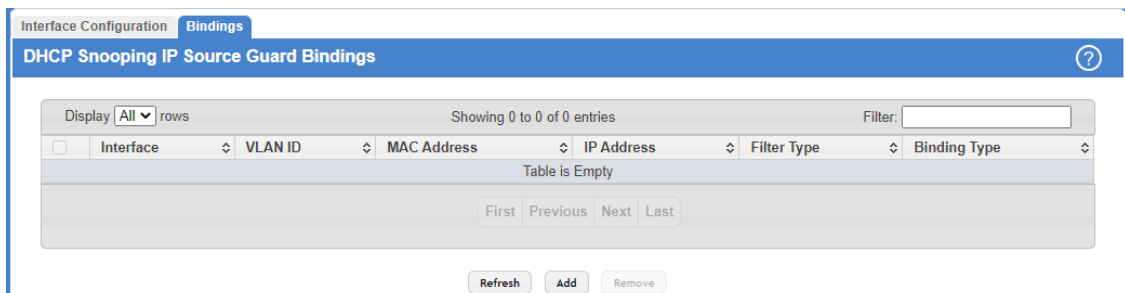 Interface Configuration Bindings
DHCP Snooping IP Source Guard Bindings ?
Display All rows Showing 0 to 0 of 0 entries Filter:
Interface VLAN ID MAC Address IP Address Filter Type Binding Type
Table is Empty
First Previous Next Last
Refresh Add Remove